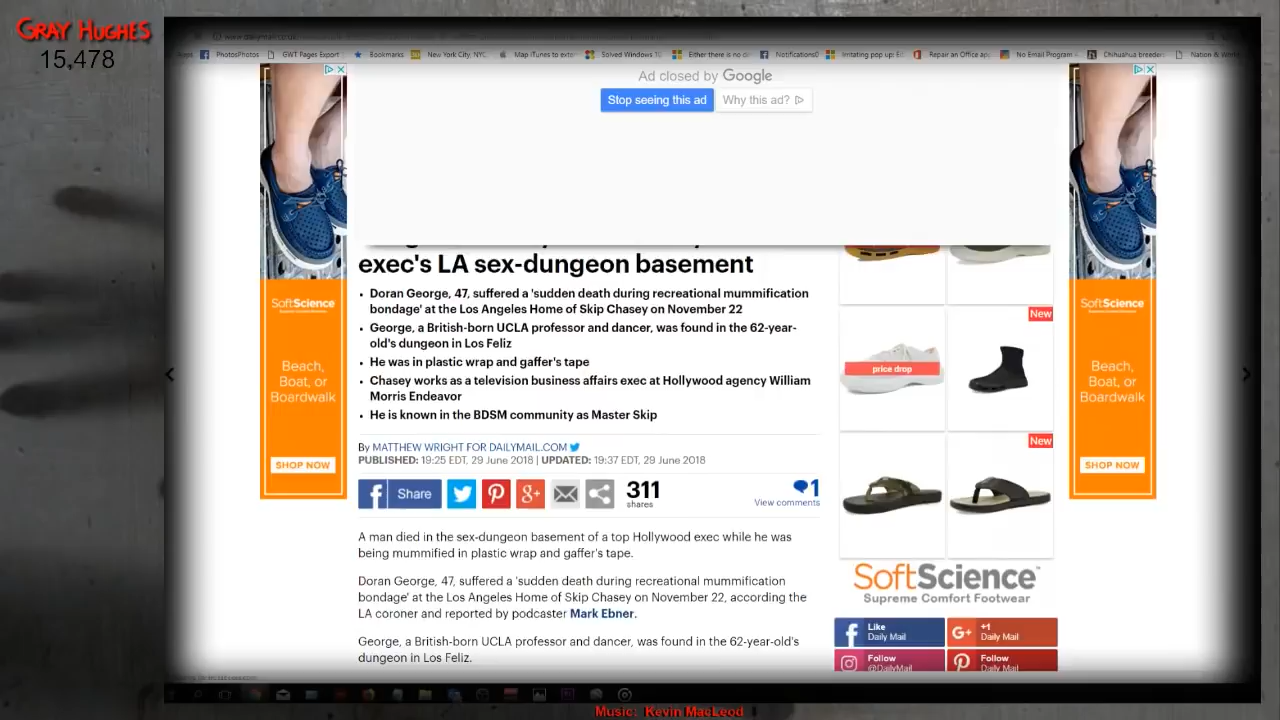 GRAY HUGHES
15,478
PhotosPhotos
GWT Pages Export
Bookmarks
New York City, NYC
Map iTunes to exter
Solved Windows 10
Either there is no d
Notifications0
Irritating pop up: Ed
Repair an Office app
No Email Program
Chihuahua breeders
Nation & World
Ad closed by Google
Stop seeing this ad
Why this ad?
exec's LA sex-dungeon basement
• Doran George, 47, suffered a 'sudden death during recreational mummification
bondage' at the Los Angeles Home of Skip Chasey on November 22
• George, a British-born UCLA professor and dancer, was found in the 62-year-
old's dungeon in Los Feliz
• He was in plastic wrap and gaffer's tape
• Chasey works as a television business affairs exec at Hollywood agency William
Morris Endeavor
• He is known in the BDSM community as Master Skip
By MATTHEW WRIGHT FOR DAILYMAIL.COM
PUBLISHED: 19:25 EDT, 29 June 2018 | UPDATED: 19:37 EDT, 29 June 2018
Share
311
shares
1
View comments
A man died in the sex-dungeon basement of a top Hollywood exec while he was
being mummified in plastic wrap and gaffer's tape.
Doran George, 47, suffered a 'sudden death during recreational mummification
bondage' at the Los Angeles Home of Skip Chasey on November 22, according the
LA coroner and reported by podcaster Mark Ebner.
George, a British-born UCLA professor and dancer, was found in the 62-year-old's
dungeon in Los Feliz.
SoftScience
Beach,
Boat, or
Boardwalk
SHOP NOW
New
price drop
New
SoftScience™
Supreme Comfort Footwear
Like
Daily Mail
+1
Daily Mail
Follow
@DailyMail
Follow
Daily Mail
SoftScience
Beach,
Boat, or
Boardwalk
SHOP NOW
Music: Kevin MacLeod